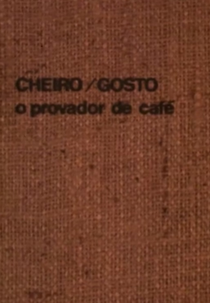 CHEIRO/GOSTO
o provador de café